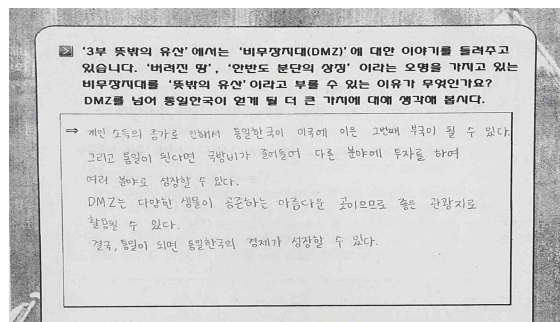 '3부 뜻밖의 유산'에서는 '비무장지대(DMZ)'에 대한 이야기를 들려주고
있습니다. '버려진 땅', '한반도 분단의 상징' 이라는 오명을 가지고 있는
비무장지대를 '뜻밖의 유산'이라고 부를 수 있는 이유가 무엇인가요?
DMZ를 넘어 통일한국이 얻게 될 더 큰 가치에 대해 생각해 봅시다.
⇒ 개인 소득의 증가로 인해서 통일한국이 미국에 이은 2번째 부국이 될 수 있다.
그리고 통일이 된다면 국방비가 줄어들어 다른 분야에 투자를 하여
여러 분야로 성장할 수 있다.
DMZ는 다양한 생물이 공존하는 아름다운 곳이므로 좋은 관광지로
활용될 수 있다.
결국, 통일이 되면 통일한국의 경제가 성장할 수 있다.